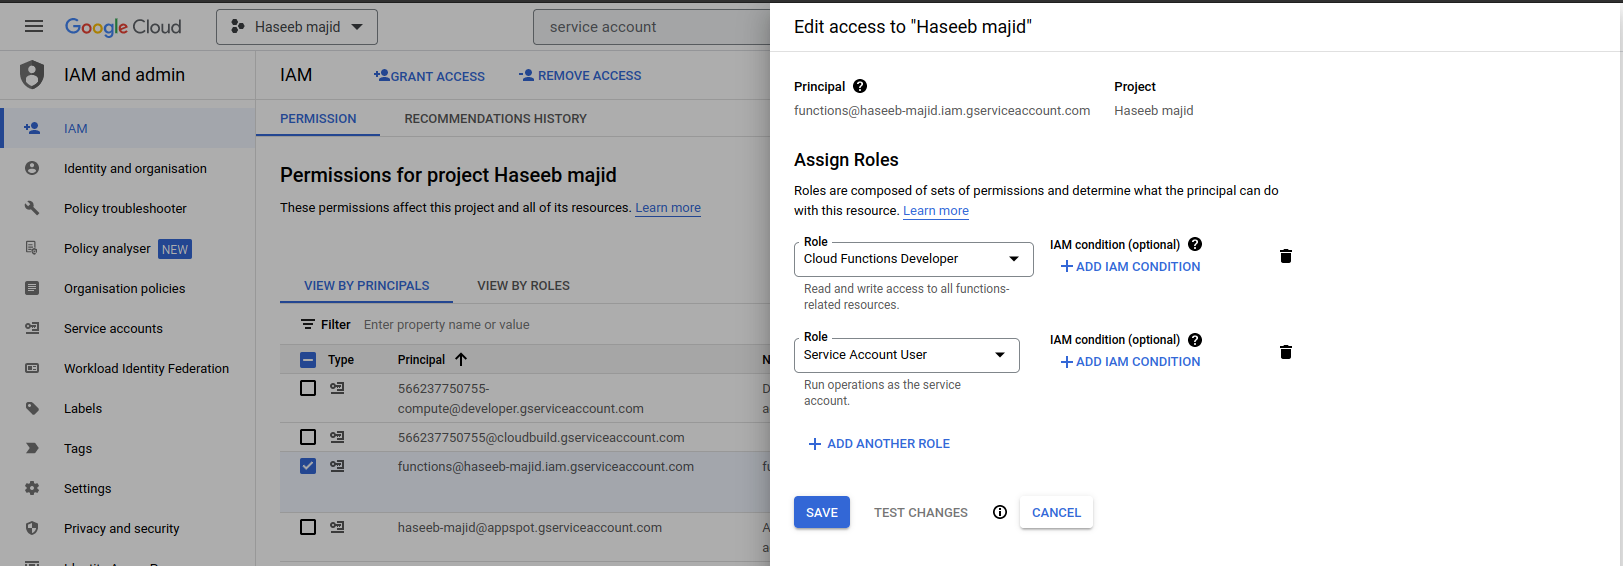 Google Cloud
Haseeb majid
service account
IAM and admin
IAM
Identity and organisation
Policy troubleshooter
Policy analyser NEW
Organisation policies
Service accounts
Workload Identity Federation
Labels
Tags
Settings
Privacy and security
IAM
GRANT ACCESS
REMOVE ACCESS
PERMISSION
RECOMMENDATIONS HISTORY
Permissions for project Haseeb majid
These permissions affect this project and all of its resources. Learn more
VIEW BY PRINCIPALS
VIEW BY ROLES
Filter Enter property name or value
Type Principal N
566237750755-
compute@developer.gserviceaccount.com
D
a
566237750755@cloudbuild.gserviceaccount.com
functions@haseeb-majid.iam.gserviceaccount.com
haseeb-majid@appspot.gserviceaccount.com
A
a
Edit access to "Haseeb majid"
Principal
functions@haseeb-majid.iam.gserviceaccount.com
Project
Haseeb majid
Assign Roles
Roles are composed of sets of permissions and determine what the principal can do
with this resource. Learn more
Role
Cloud Functions Developer
Read and write access to all functions-
related resources.
IAM condition (optional)
ADD IAM CONDITION
Role
Service Account User
Run operations as the service
account.
IAM condition (optional)
ADD IAM CONDITION
ADD ANOTHER ROLE
SAVE
TEST CHANGES
CANCEL